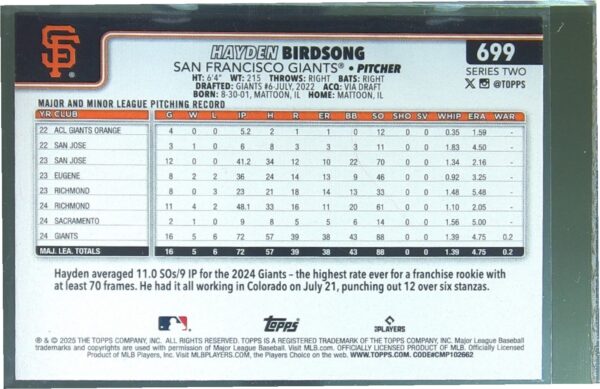 SF
HAYDEN BIRDSONG
SAN FRANCISCO GIANTS® • PITCHER
HT: 6'4" WT: 215 THROWS: RIGHT BATS: RIGHT
DRAFTED: GIANTS #6-JULY, 2022 ACQ: VIA DRAFT
BORN: 8-30-01, MATTOON, IL HOME: MATTOON, IL
699
SERIES TWO
@TOPPS
MAJOR AND MINOR LEAGUE PITCHING RECORD
YR CLUB G W L IP H R ER BB SO SHO SV WHIP ERA WAR
22 ACL GIANTS ORANGE 4 0 0 5.2 2 1 1 0 12 0 0 0.35 1.59 -
22 SAN JOSE 3 1 0 6 8 3 3 3 11 0 0 1.83 4.50 -
23 SAN JOSE 12 0 0 41.2 34 12 10 22 70 0 0 1.34 2.16 -
23 EUGENE 8 2 2 36 24 14 13 9 46 0 0 0.92 3.25 -
23 RICHMOND 8 0 3 23 21 18 14 13 33 0 0 1.48 5.48 -
24 RICHMOND 11 4 2 48.1 33 16 11 20 61 0 0 1.10 2.05 -
24 SACRAMENTO 2 1 0 9 8 5 5 6 14 0 0 1.56 5.00 -
24 GIANTS 16 5 6 72 57 39 38 43 88 0 0 1.39 4.75 0.2
MAJ. LEA. TOTALS 16 5 6 72 57 39 38 43 88 0 0 1.39 4.75 0.2
Hayden averaged 11.0 SOs/9 IP for the 2024 Giants – the highest rate ever for a franchise rookie with
at least 70 frames. He had it all working in Colorado on July 21, punching out 12 over six stanzas.
topps
PLAYERS
® & © 2025 THE TOPPS COMPANY, INC. ALL RIGHTS RESERVED. TOPPS IS A REGISTERED TRADEMARK OF THE TOPPS COMPANY, INC. Major League Baseball
trademarks and copyrights are used with permission of Major League Baseball. Visit MLB.com. OFFICIALLY LICENSED PRODUCT OF MLB. Officially Licensed
Product of MLB Players, Inc. Visit MLBPLAYERS.COM, the Players Choice on the web. WWW.TOPPS.COM. CODE#CMP102662